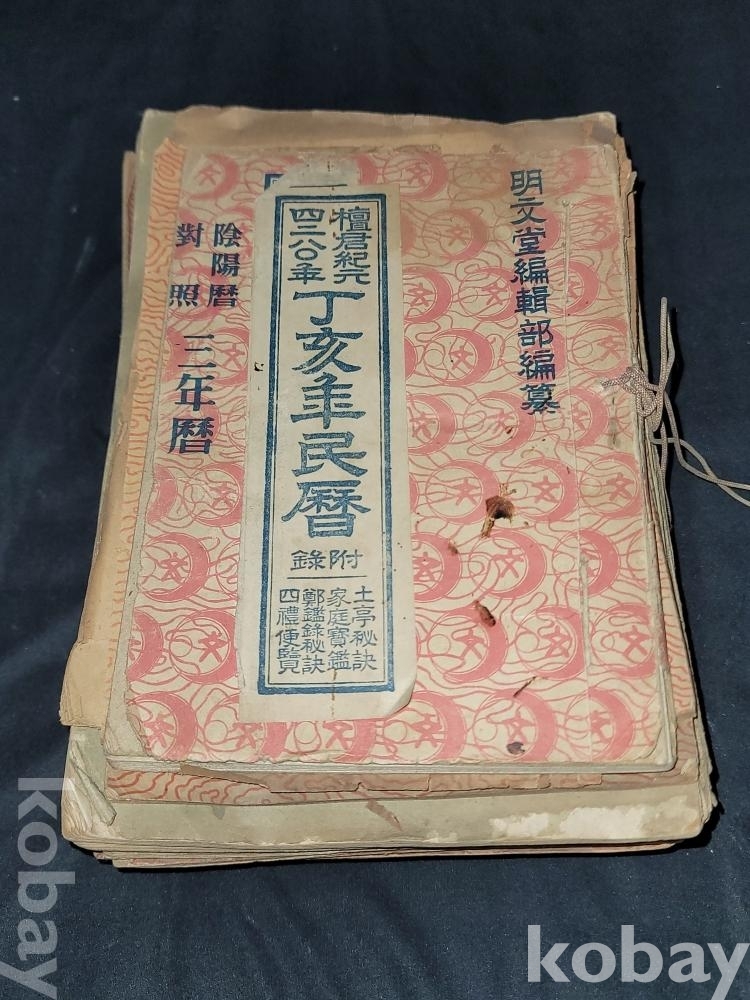 明文堂編輯部編纂
檀君紀元
四二八〇年
丁亥年民曆
附錄
土亭秘訣
家庭寶鑑
鄭鑑錄秘訣
四禮便覽
陰陽曆
對照
三年曆
kobay
kobay